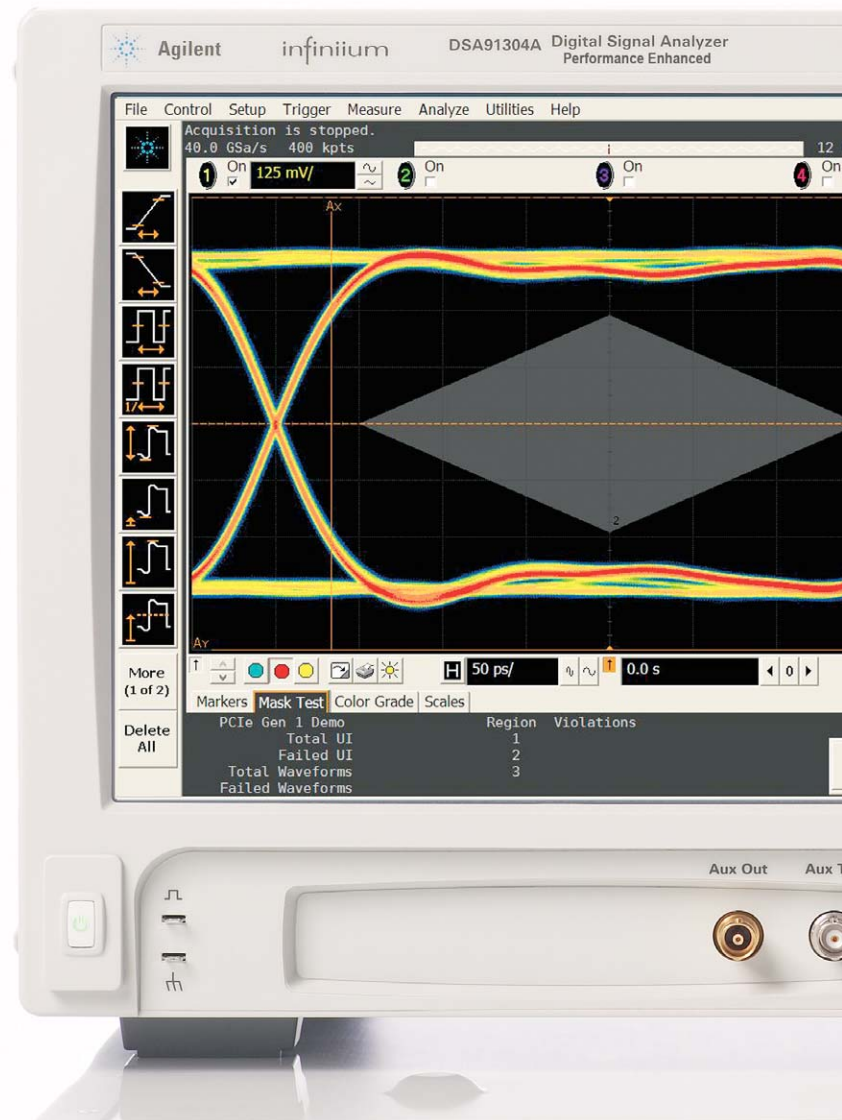 Agilent infiniium DSA91304A Digital Signal Analyzer
Performance Enhanced
File Control Setup Trigger Measure Analyze Utilities Help
Acquisition is stopped.
40.0 GSa/s 400 kpts 12
1 On 125 mV/ 2 On 3 On 4 On
Ax
1/
2
Ay
More
(1 of 2)
H 50 ps/ 0.0 s 0
Markers Mask Test Color Grade Scales
Delete
All
PCIe Gen 1 Demo Region Violations
Total UI 1
Failed UI 2
Total Waveforms 3
Failed Waveforms
Aux Out Aux T